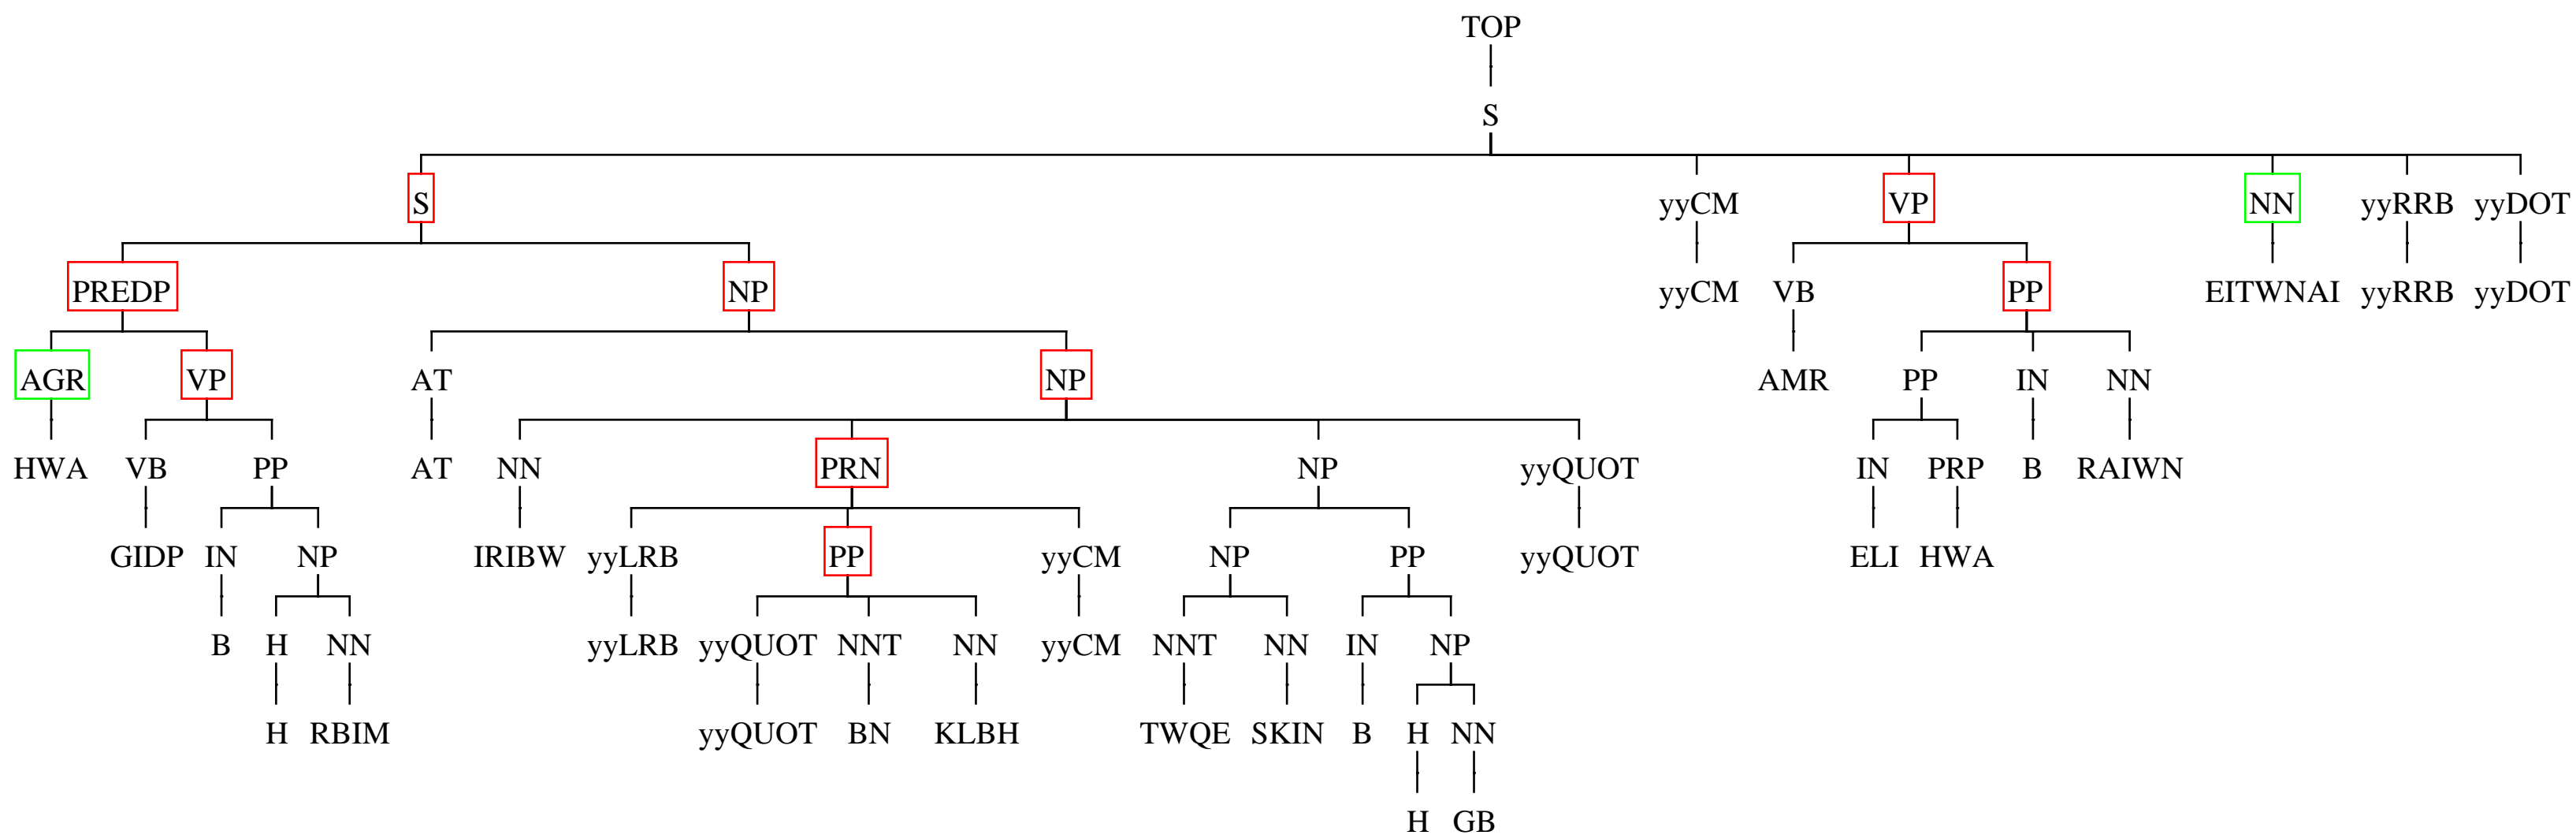 TOP
S
S yyCM VP NN yyRRB yyDOT
PREDP NP yyCM VB PP EITWNAI yyRRB yyDOT
AGR VP AT NP AMR PP IN NN
HWA VB PP AT NN PRN NP yyQUOT IN PRP B RAIWN
GIDP IN NP IRIBW yyLRB PP yyCM NP PP yyQUOT ELI HWA
B H NN yyLRB yyQUOT NNT NN yyCM NNT NN IN NP
H RBIM yyQUOT BN KLBH TWQE SKIN B H NN
H GB